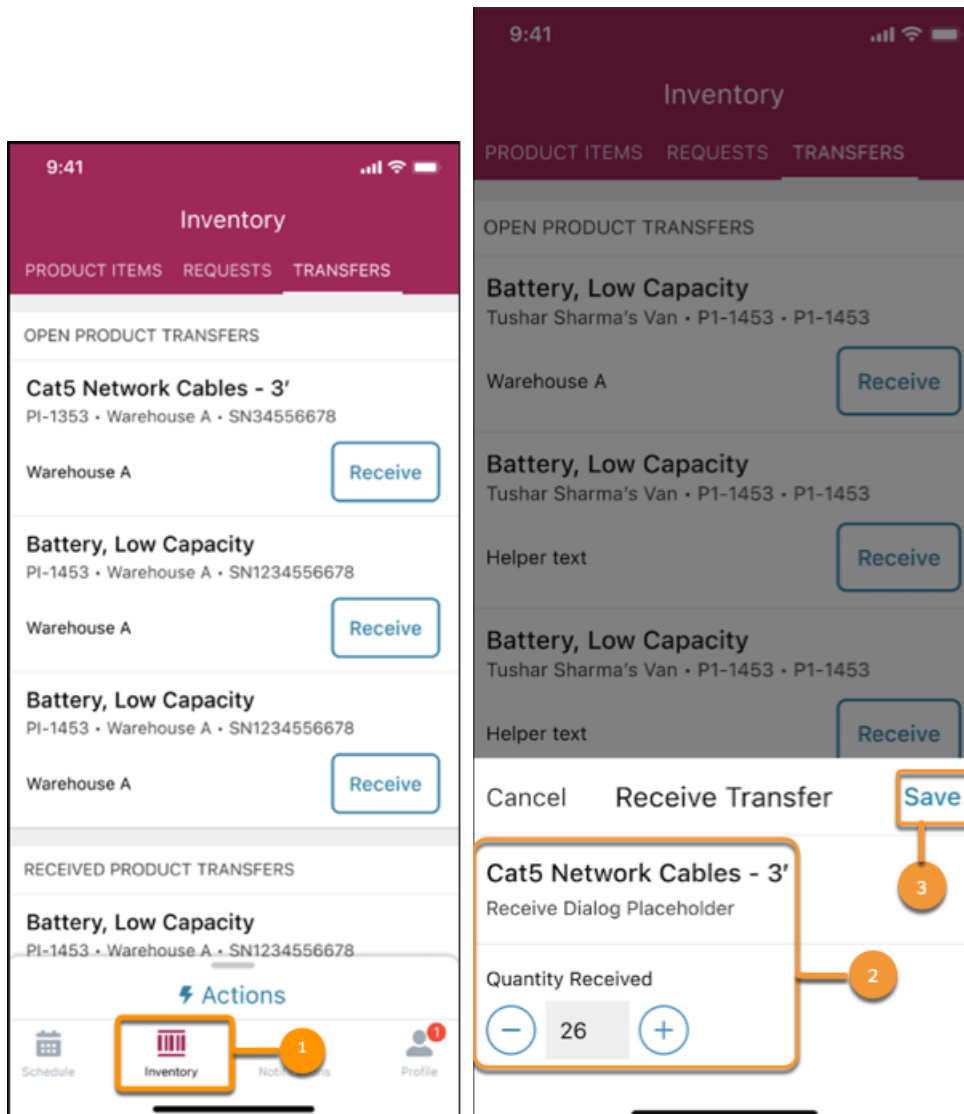 9:41
Inventory
PRODUCT ITEMS REQUESTS TRANSFERS
OPEN PRODUCT TRANSFERS
Cat5 Network Cables - 3′
PI-1353 • Warehouse A • SN34556678
Warehouse A
Receive
Battery, Low Capacity
PI-1453 • Warehouse A • SN1234556678
Warehouse A
Receive
Battery, Low Capacity
PI-1453 • Warehouse A • SN1234556678
Warehouse A
Receive
RECEIVED PRODUCT TRANSFERS
Battery, Low Capacity
PI-1453 • Warehouse A • SN1234556678
Actions
1
1
Schedule Inventory Profile
9:41
Inventory
PRODUCT ITEMS REQUESTS TRANSFERS
OPEN PRODUCT TRANSFERS
Battery, Low Capacity
Tushar Sharma's Van • P1-1453 • P1-1453
Warehouse A
Receive
Battery, Low Capacity
Tushar Sharma's Van • P1-1453 • P1-1453
Helper text
Receive
Battery, Low Capacity
Tushar Sharma's Van • P1-1453 • P1-1453
Helper text
Receive
Cancel Receive Transfer Save
3
Cat5 Network Cables - 3′
Receive Dialog Placeholder
Quantity Received
2
26